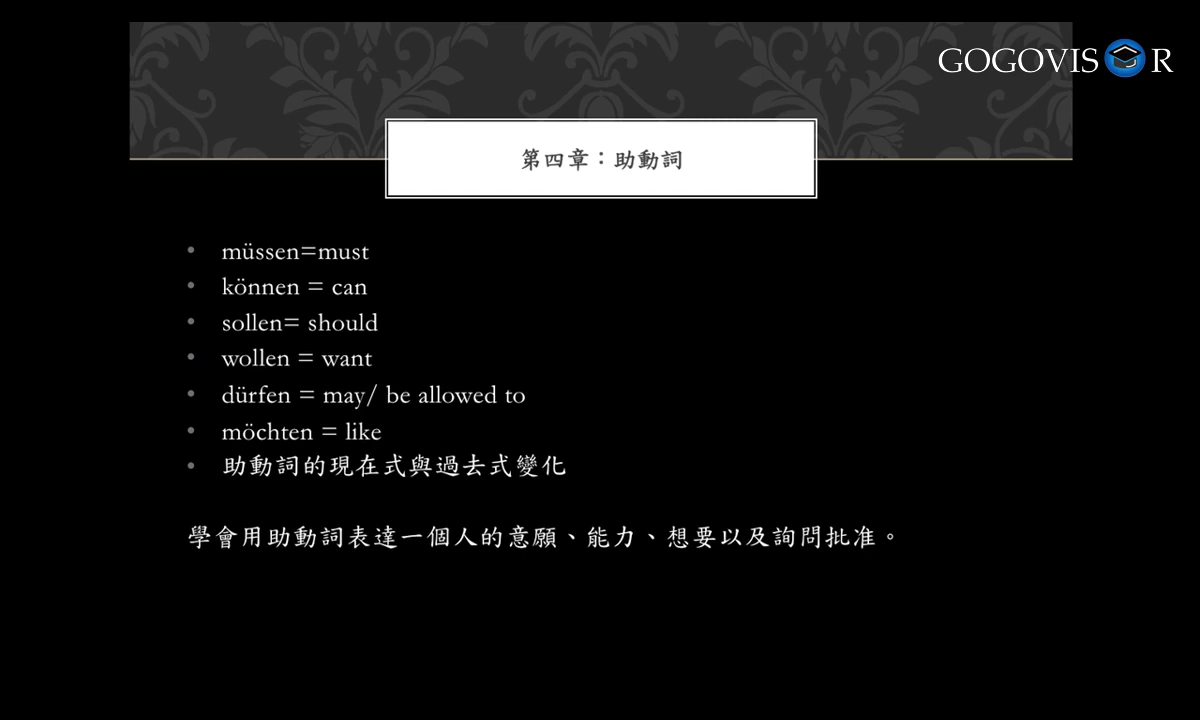 GOGOVISOR
第四章：助動詞
• müssen=must
• können = can
• sollen= should
• wollen = want
• dürfen = may/ be allowed to
• möchten = like
• 助動詞的現在式與過去式變化
學會用助動詞表達一個人的意願、能力、想要以及詢問批准。